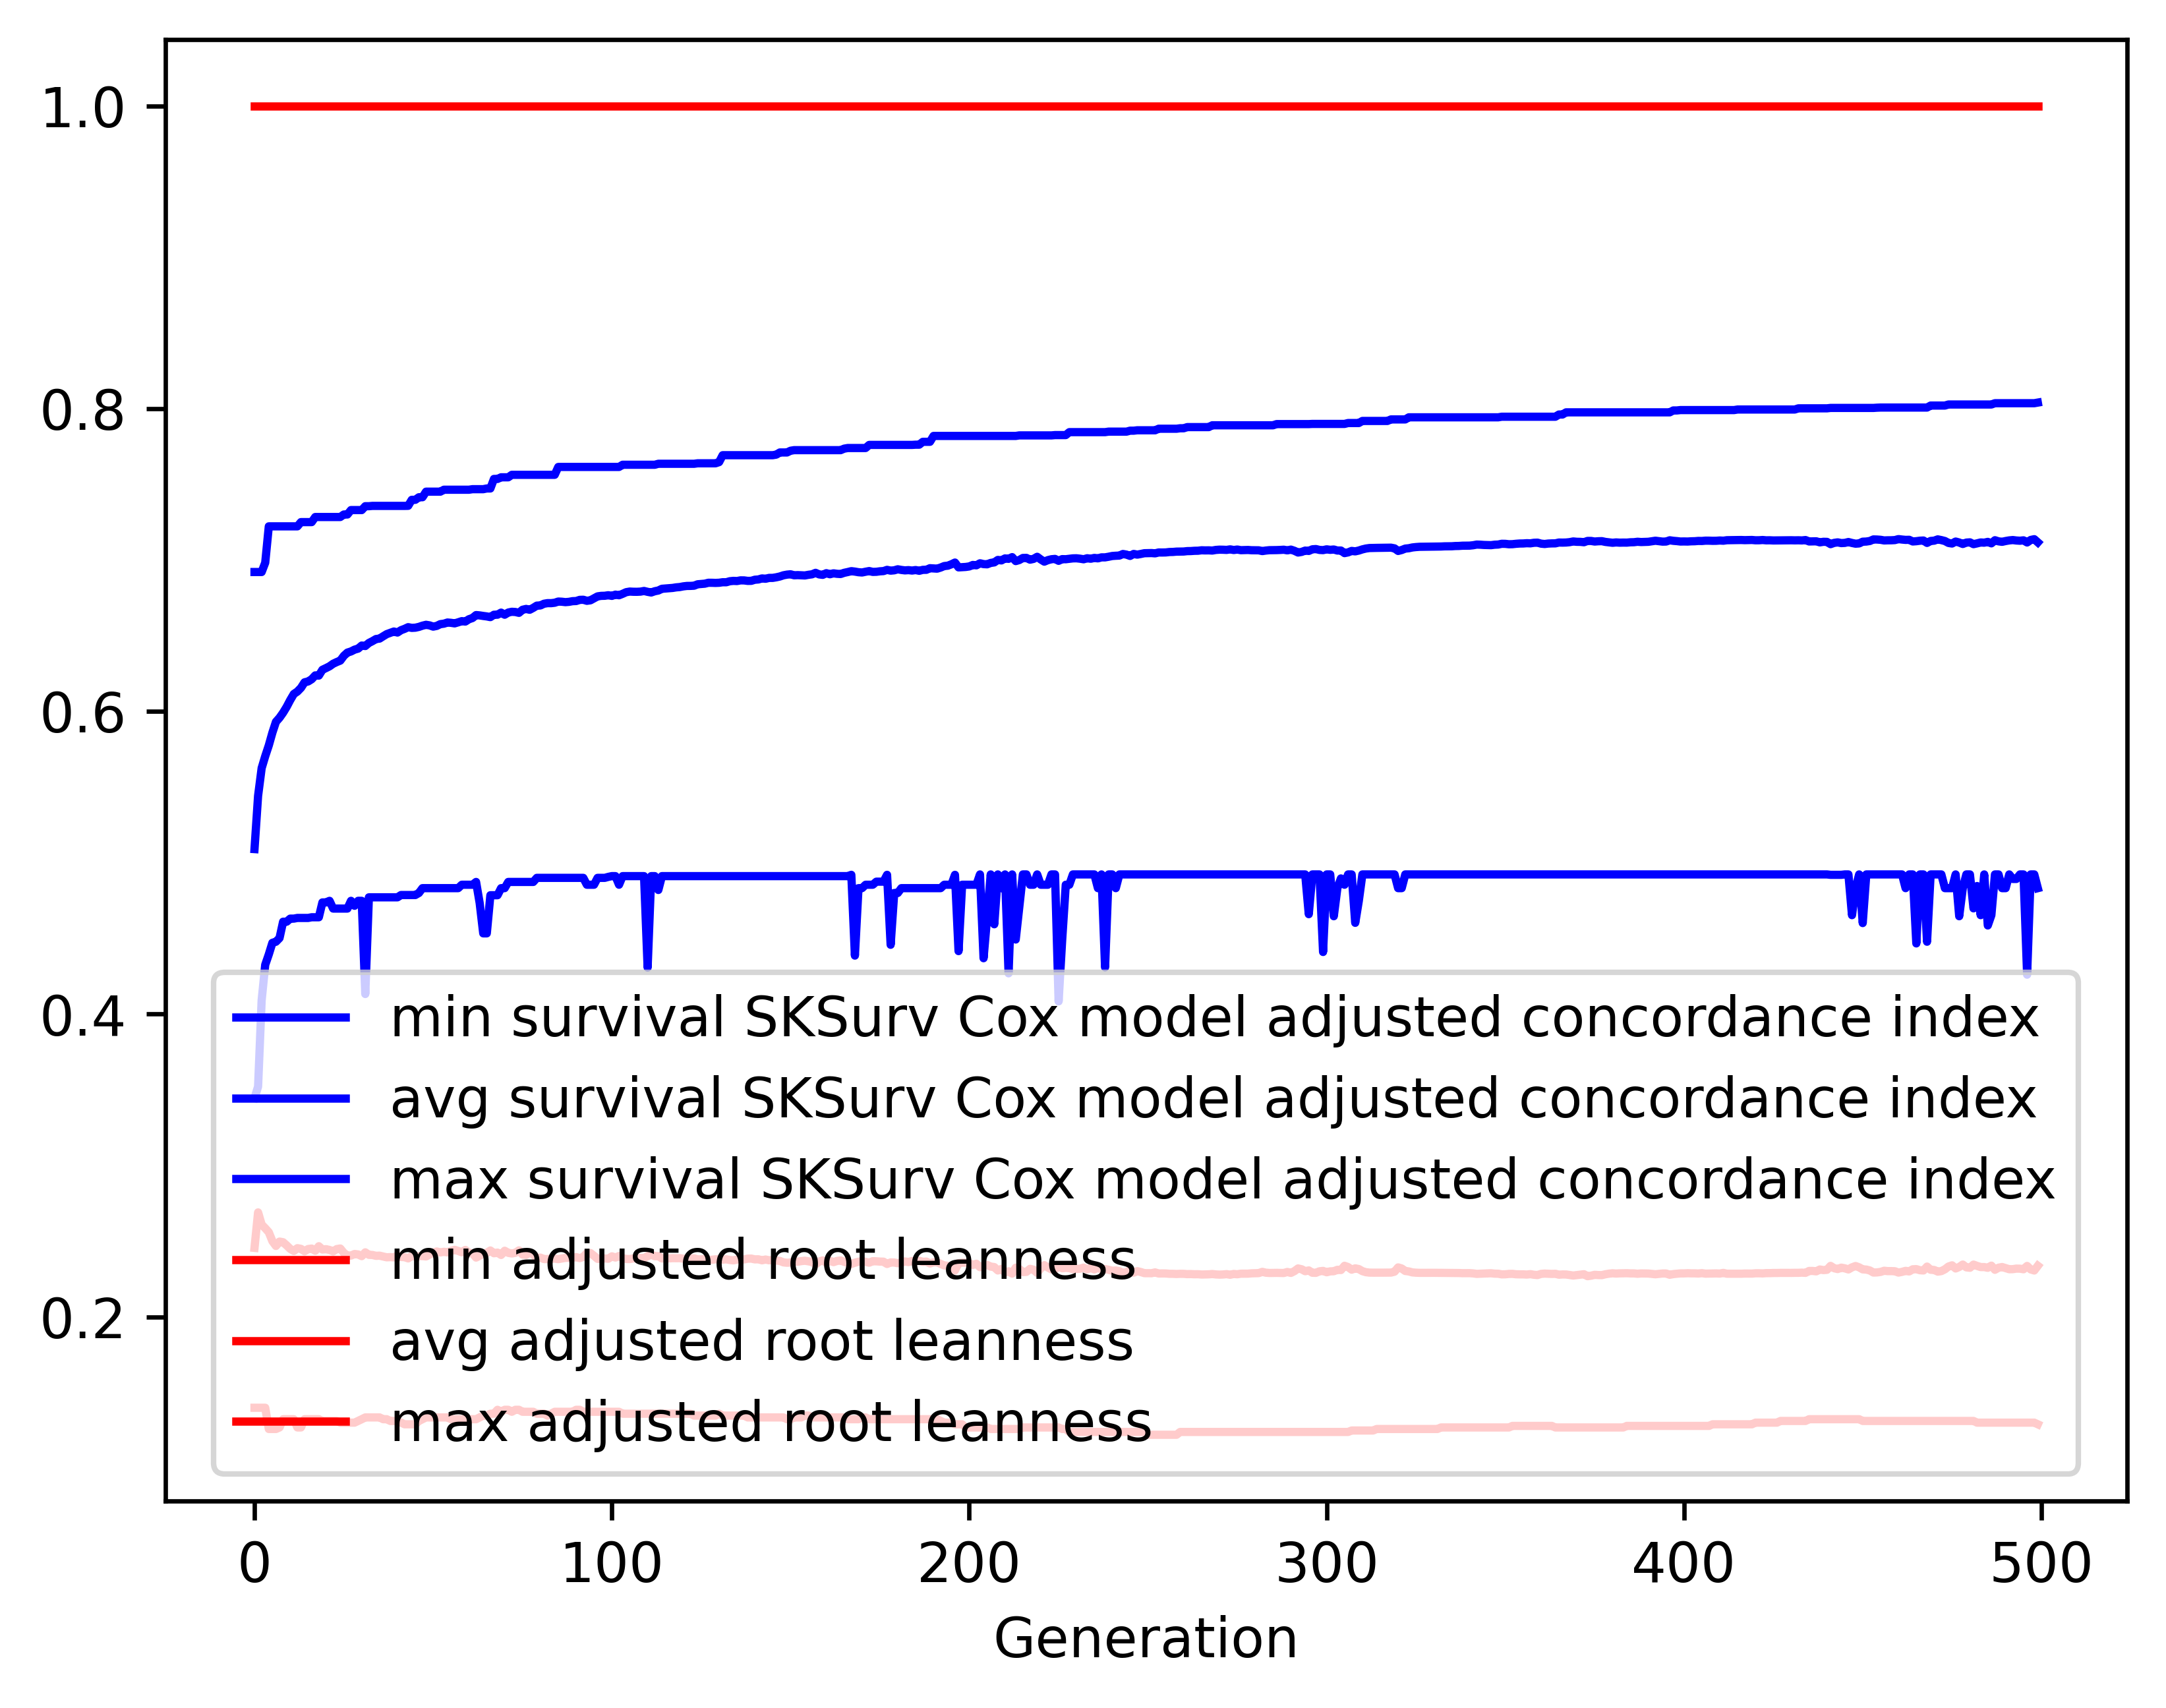 1.0
0.8
0.6
0.4
0.2
min survival SKSurv Cox model adjusted concordance index
avg survival SKSurv Cox model adjusted concordance index
max survival SKSurv Cox model adjusted concordance index
min adjusted root leanness
avg adjusted root leanness
max adjusted root leanness
0 100 200 300 400 500
Generation